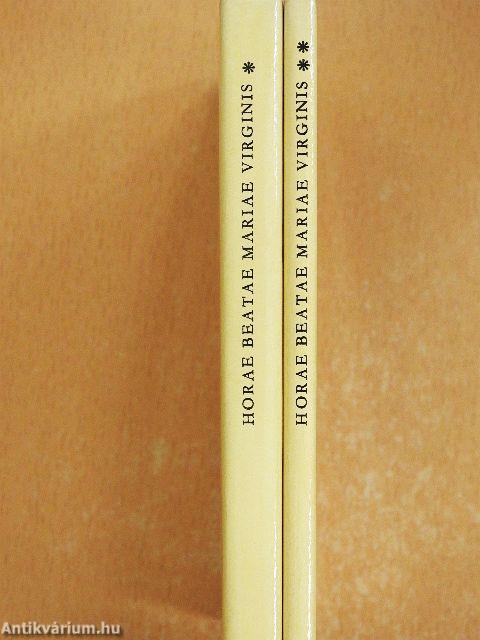 HORAE BEATAE MARIAE VIRGINIS *
HORAE BEATAE MARIAE VIRGINIS **
Antikvárium.hu